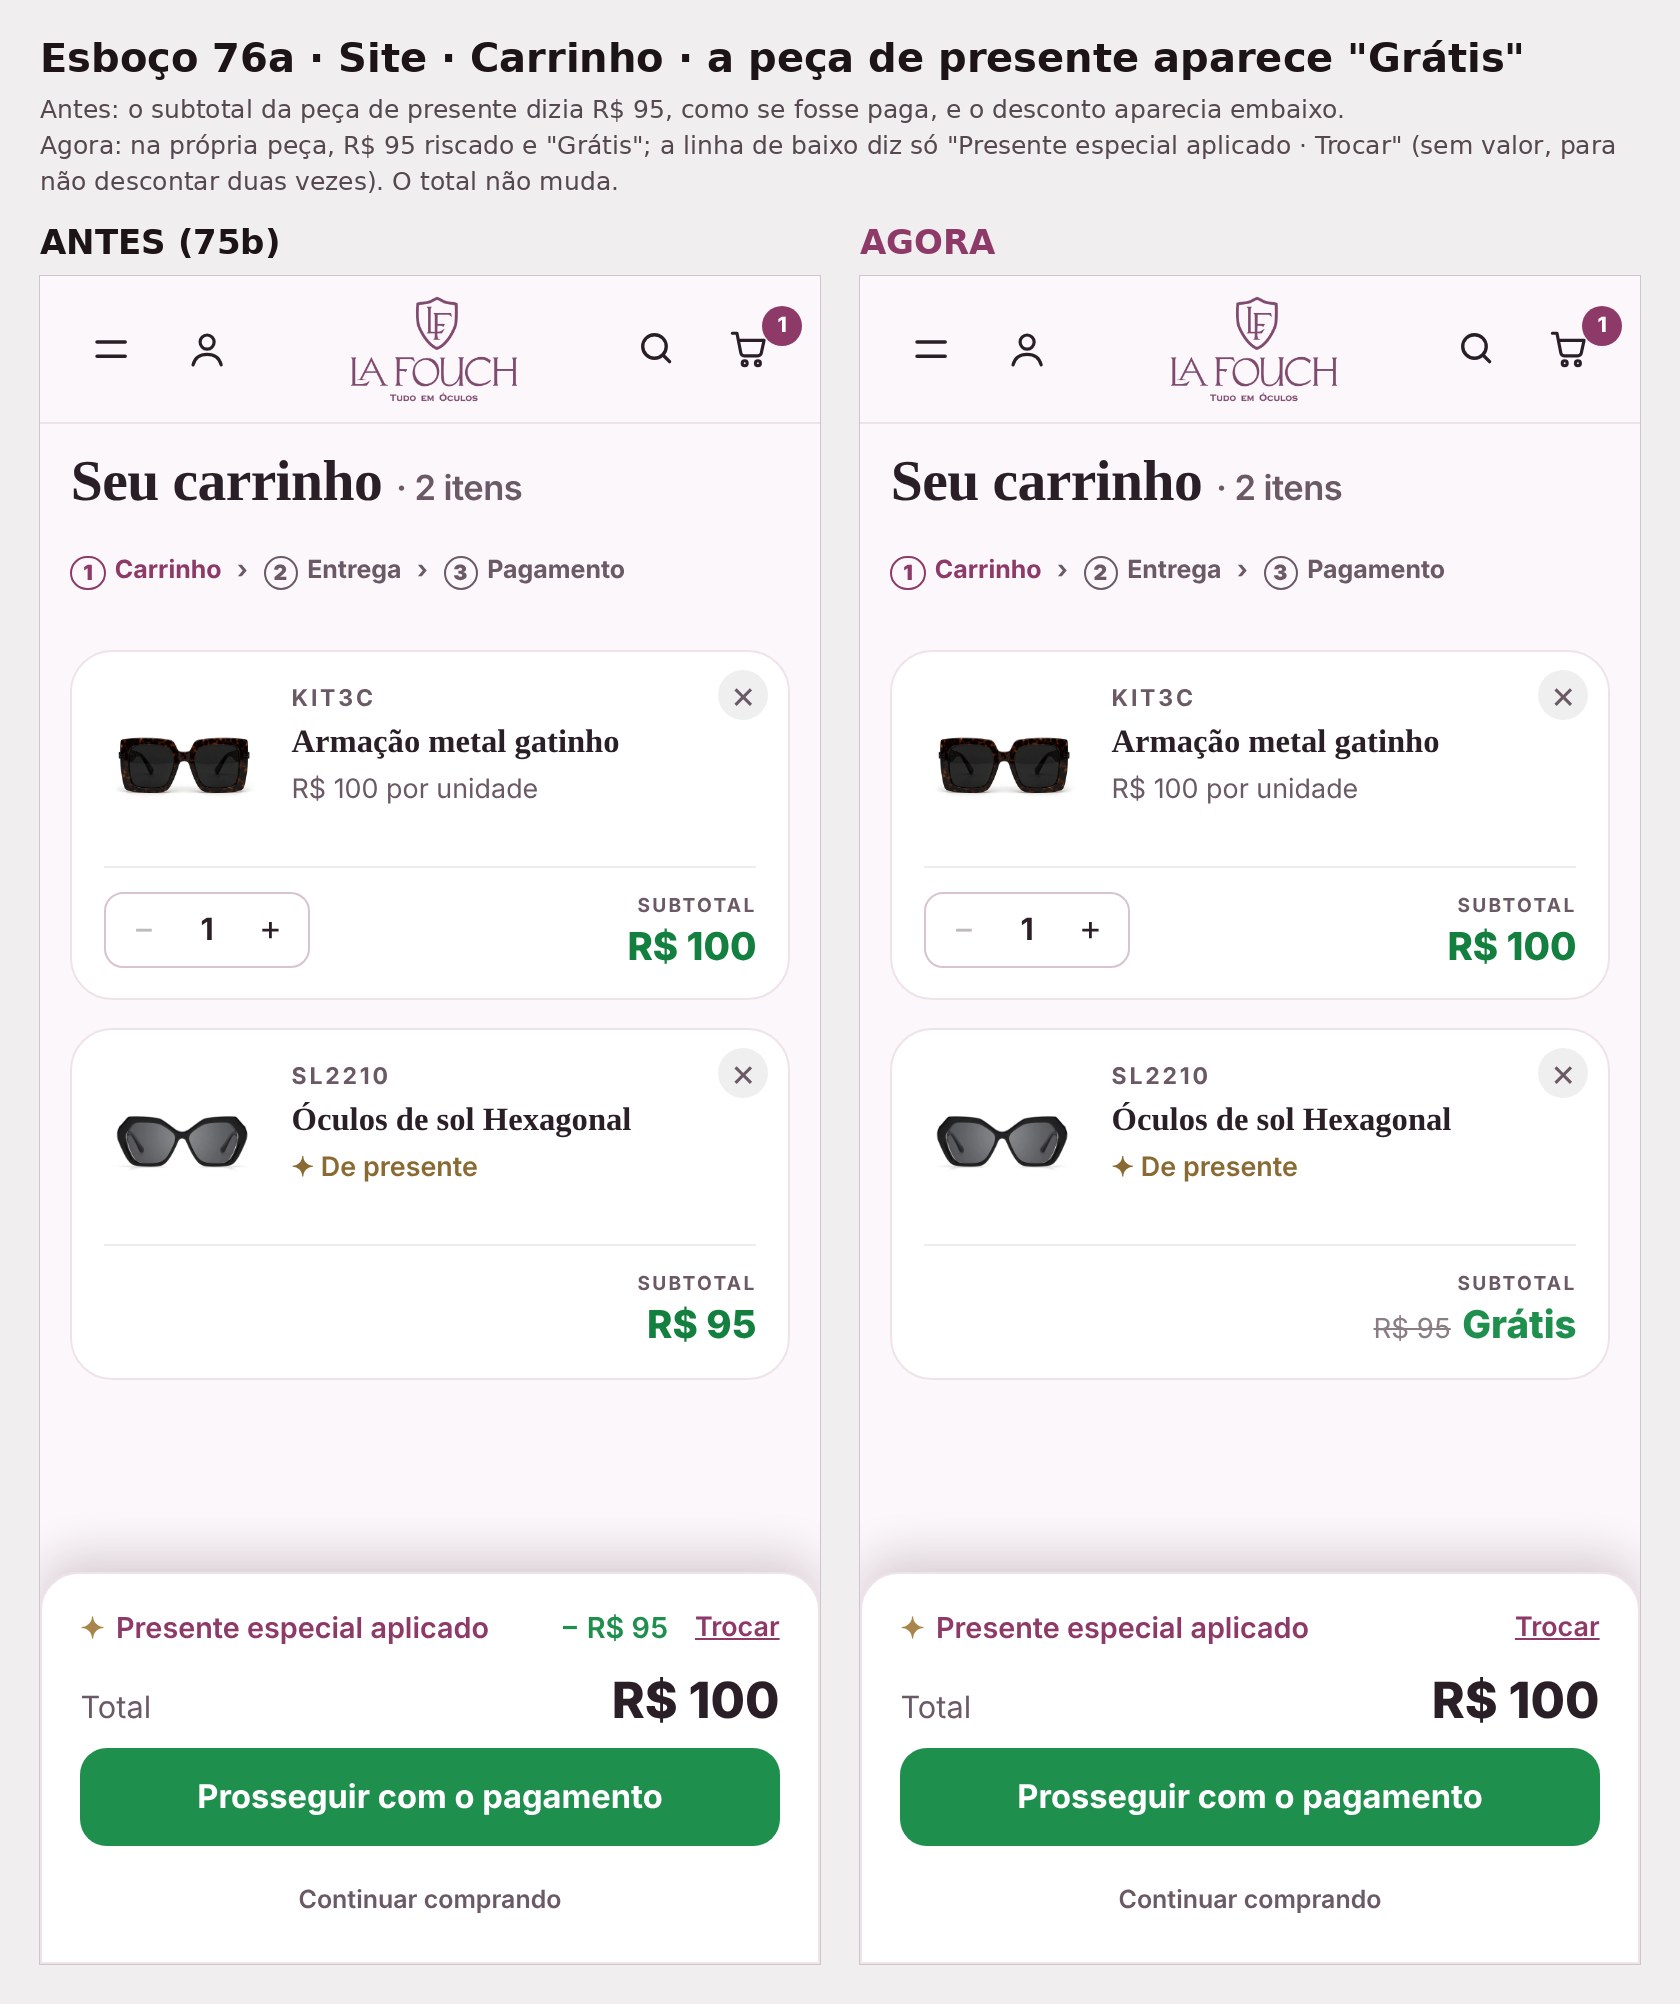 Esboço 76a · Site · Carrinho · a peça de presente aparece "Grátis"
Antes: o subtotal da peça de presente dizia R$ 95, como se fosse paga, e o desconto aparecia embaixo.
Agora: na própria peça, R$ 95 riscado e "Grátis"; a linha de baixo diz só "Presente especial aplicado · Trocar" (sem valor, para
não descontar duas vezes). O total não muda.
ANTES (75b)
1
LF
LA FOUCH
TUDO EM ÓCULOS
Seu carrinho · 2 itens
1 Carrinho › 2 Entrega › 3 Pagamento
KIT3C
×
Armação metal gatinho
R$ 100 por unidade
SUBTOTAL
− 1 +
R$ 100
SL2210
×
Óculos de sol Hexagonal
✦ De presente
SUBTOTAL
R$ 95
✦ Presente especial aplicado − R$ 95 Trocar
Total R$ 100
Prosseguir com o pagamento
Continuar comprando
AGORA
1
LF
LA FOUCH
TUDO EM ÓCULOS
Seu carrinho · 2 itens
1 Carrinho › 2 Entrega › 3 Pagamento
KIT3C
×
Armação metal gatinho
R$ 100 por unidade
SUBTOTAL
− 1 +
R$ 100
SL2210
×
Óculos de sol Hexagonal
✦ De presente
SUBTOTAL
R$ 95 Grátis
✦ Presente especial aplicado Trocar
Total R$ 100
Prosseguir com o pagamento
Continuar comprando